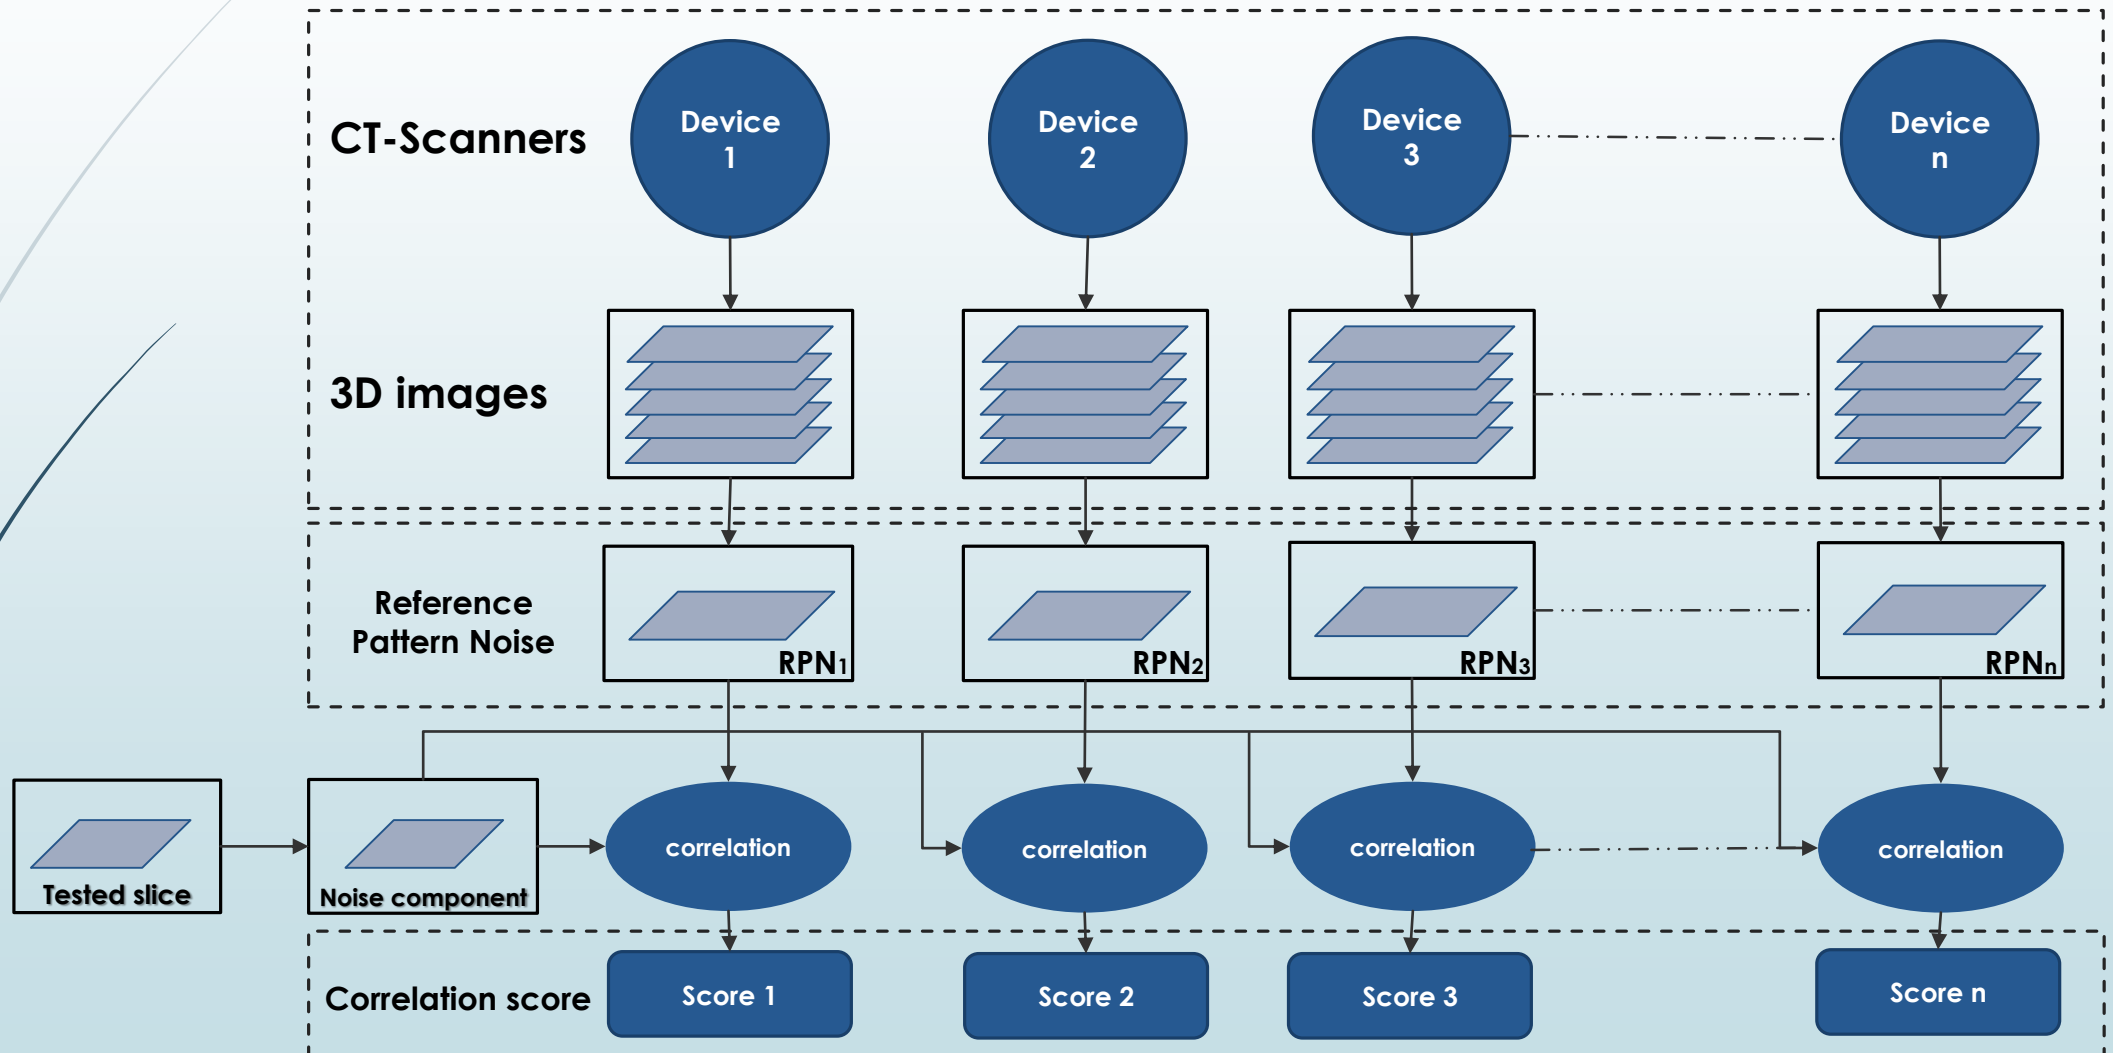 CT-Scanners
Device
1
Device
2
Device
3
Device
n
3D images
Reference
Pattern Noise
RPN1
RPN2
RPN3
RPNn
Tested slice
Noise component
correlation
correlation
correlation
correlation
Correlation score
Score 1
Score 2
Score 3
Score n